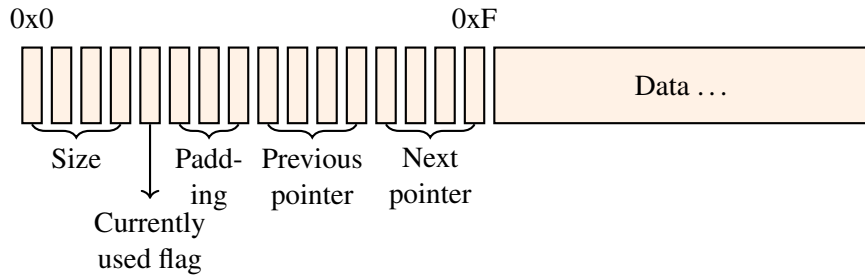 0x0 0xF
Data ...
Size Padd- Previous Next
ing pointer pointer
Currently
used flag